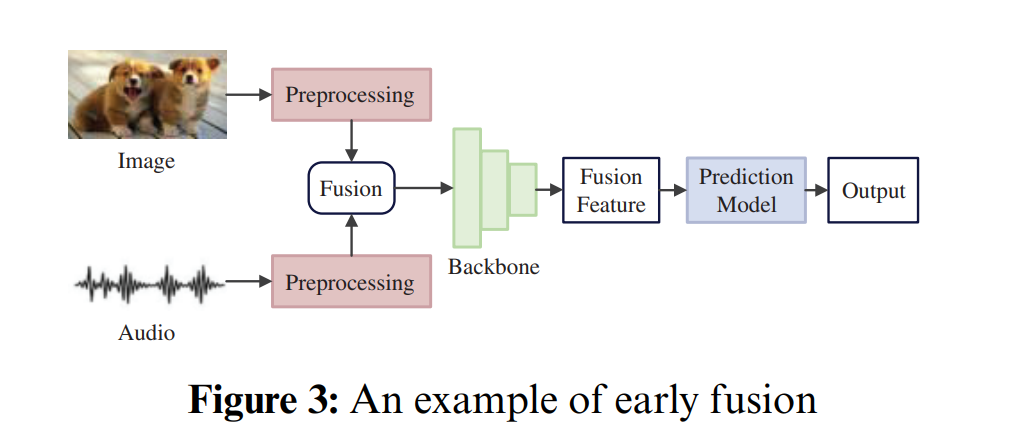 Preprocessing
Image
Fusion
Preprocessing
Audio
Backbone
Fusion
Feature
Prediction
Model
Output
Figure 3: An example of early fusion